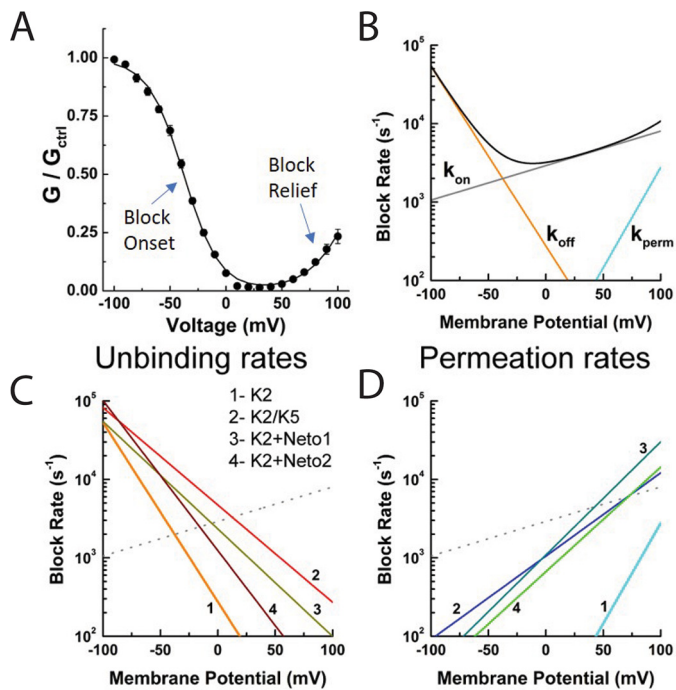 A
1.00
0.75
0.50
0.25
0.00
G / Gctrl
Block
Onset
Block
Relief
-100 -50 0 50 100
Voltage (mV)
B
10^5
10^4
10^3
10^2
Block Rate (s^-1)
kon
koff
kperm
-100 -50 0 50 100
Membrane Potential (mV)
Unbinding rates
Permeation rates
C
10^5
10^4
10^3
10^2
Block Rate (s^-1)
1- K2
2- K2/K5
3- K2+Neto1
4- K2+Neto2
1
4
3
2
-100 -50 0 50 100
Membrane Potential (mV)
D
10^5
10^4
10^3
10^2
Block Rate (s^-1)
3
2
4
1
-100 -50 0 50 100
Membrane Potential (mV)